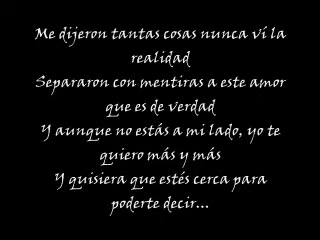 Me dijeron tantas cosas nunca ví la
realidad
Separaron con mentiras a este amor
que es de verdad
Y aunque no estás a mi lado, yo te
quiero más y más
Y quisiera que estés cerca para
poderte decir...